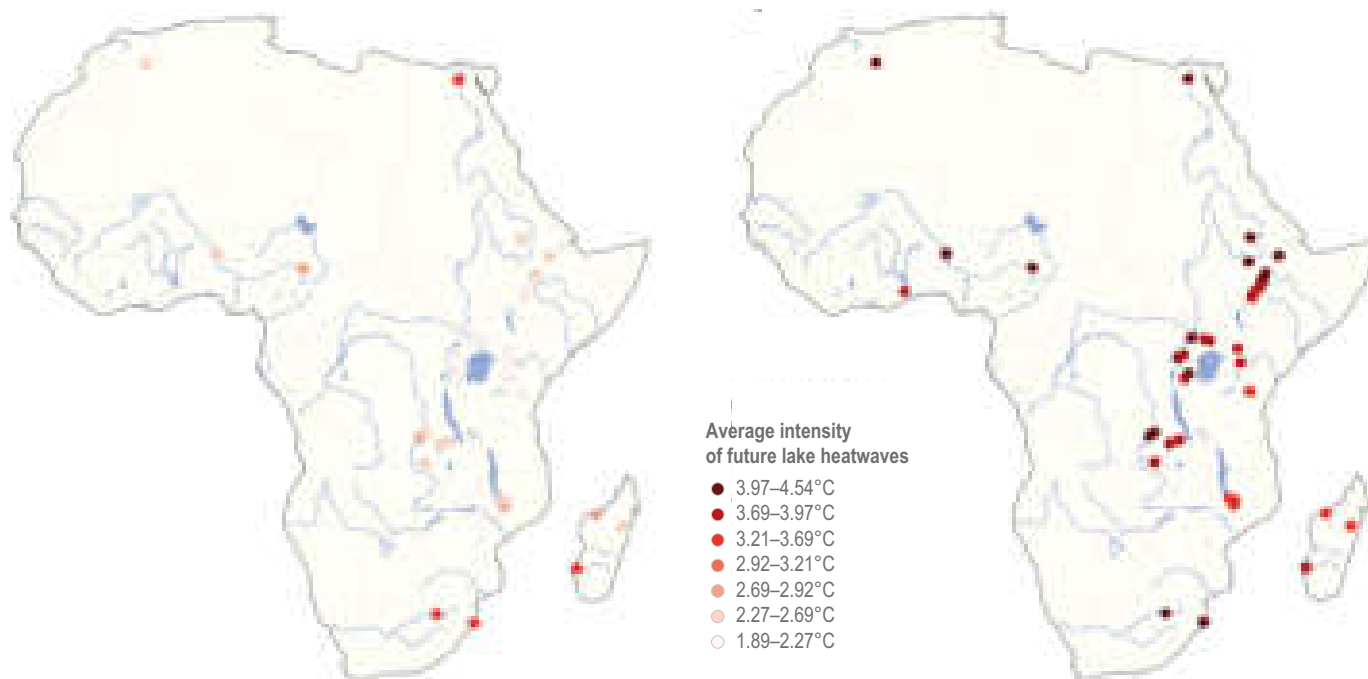 Average intensity
of future lake heatwaves
3.97–4.54°C
3.69–3.97°C
3.21–3.69°C
2.92–3.21°C
2.69–2.92°C
2.27–2.69°C
1.89–2.27°C